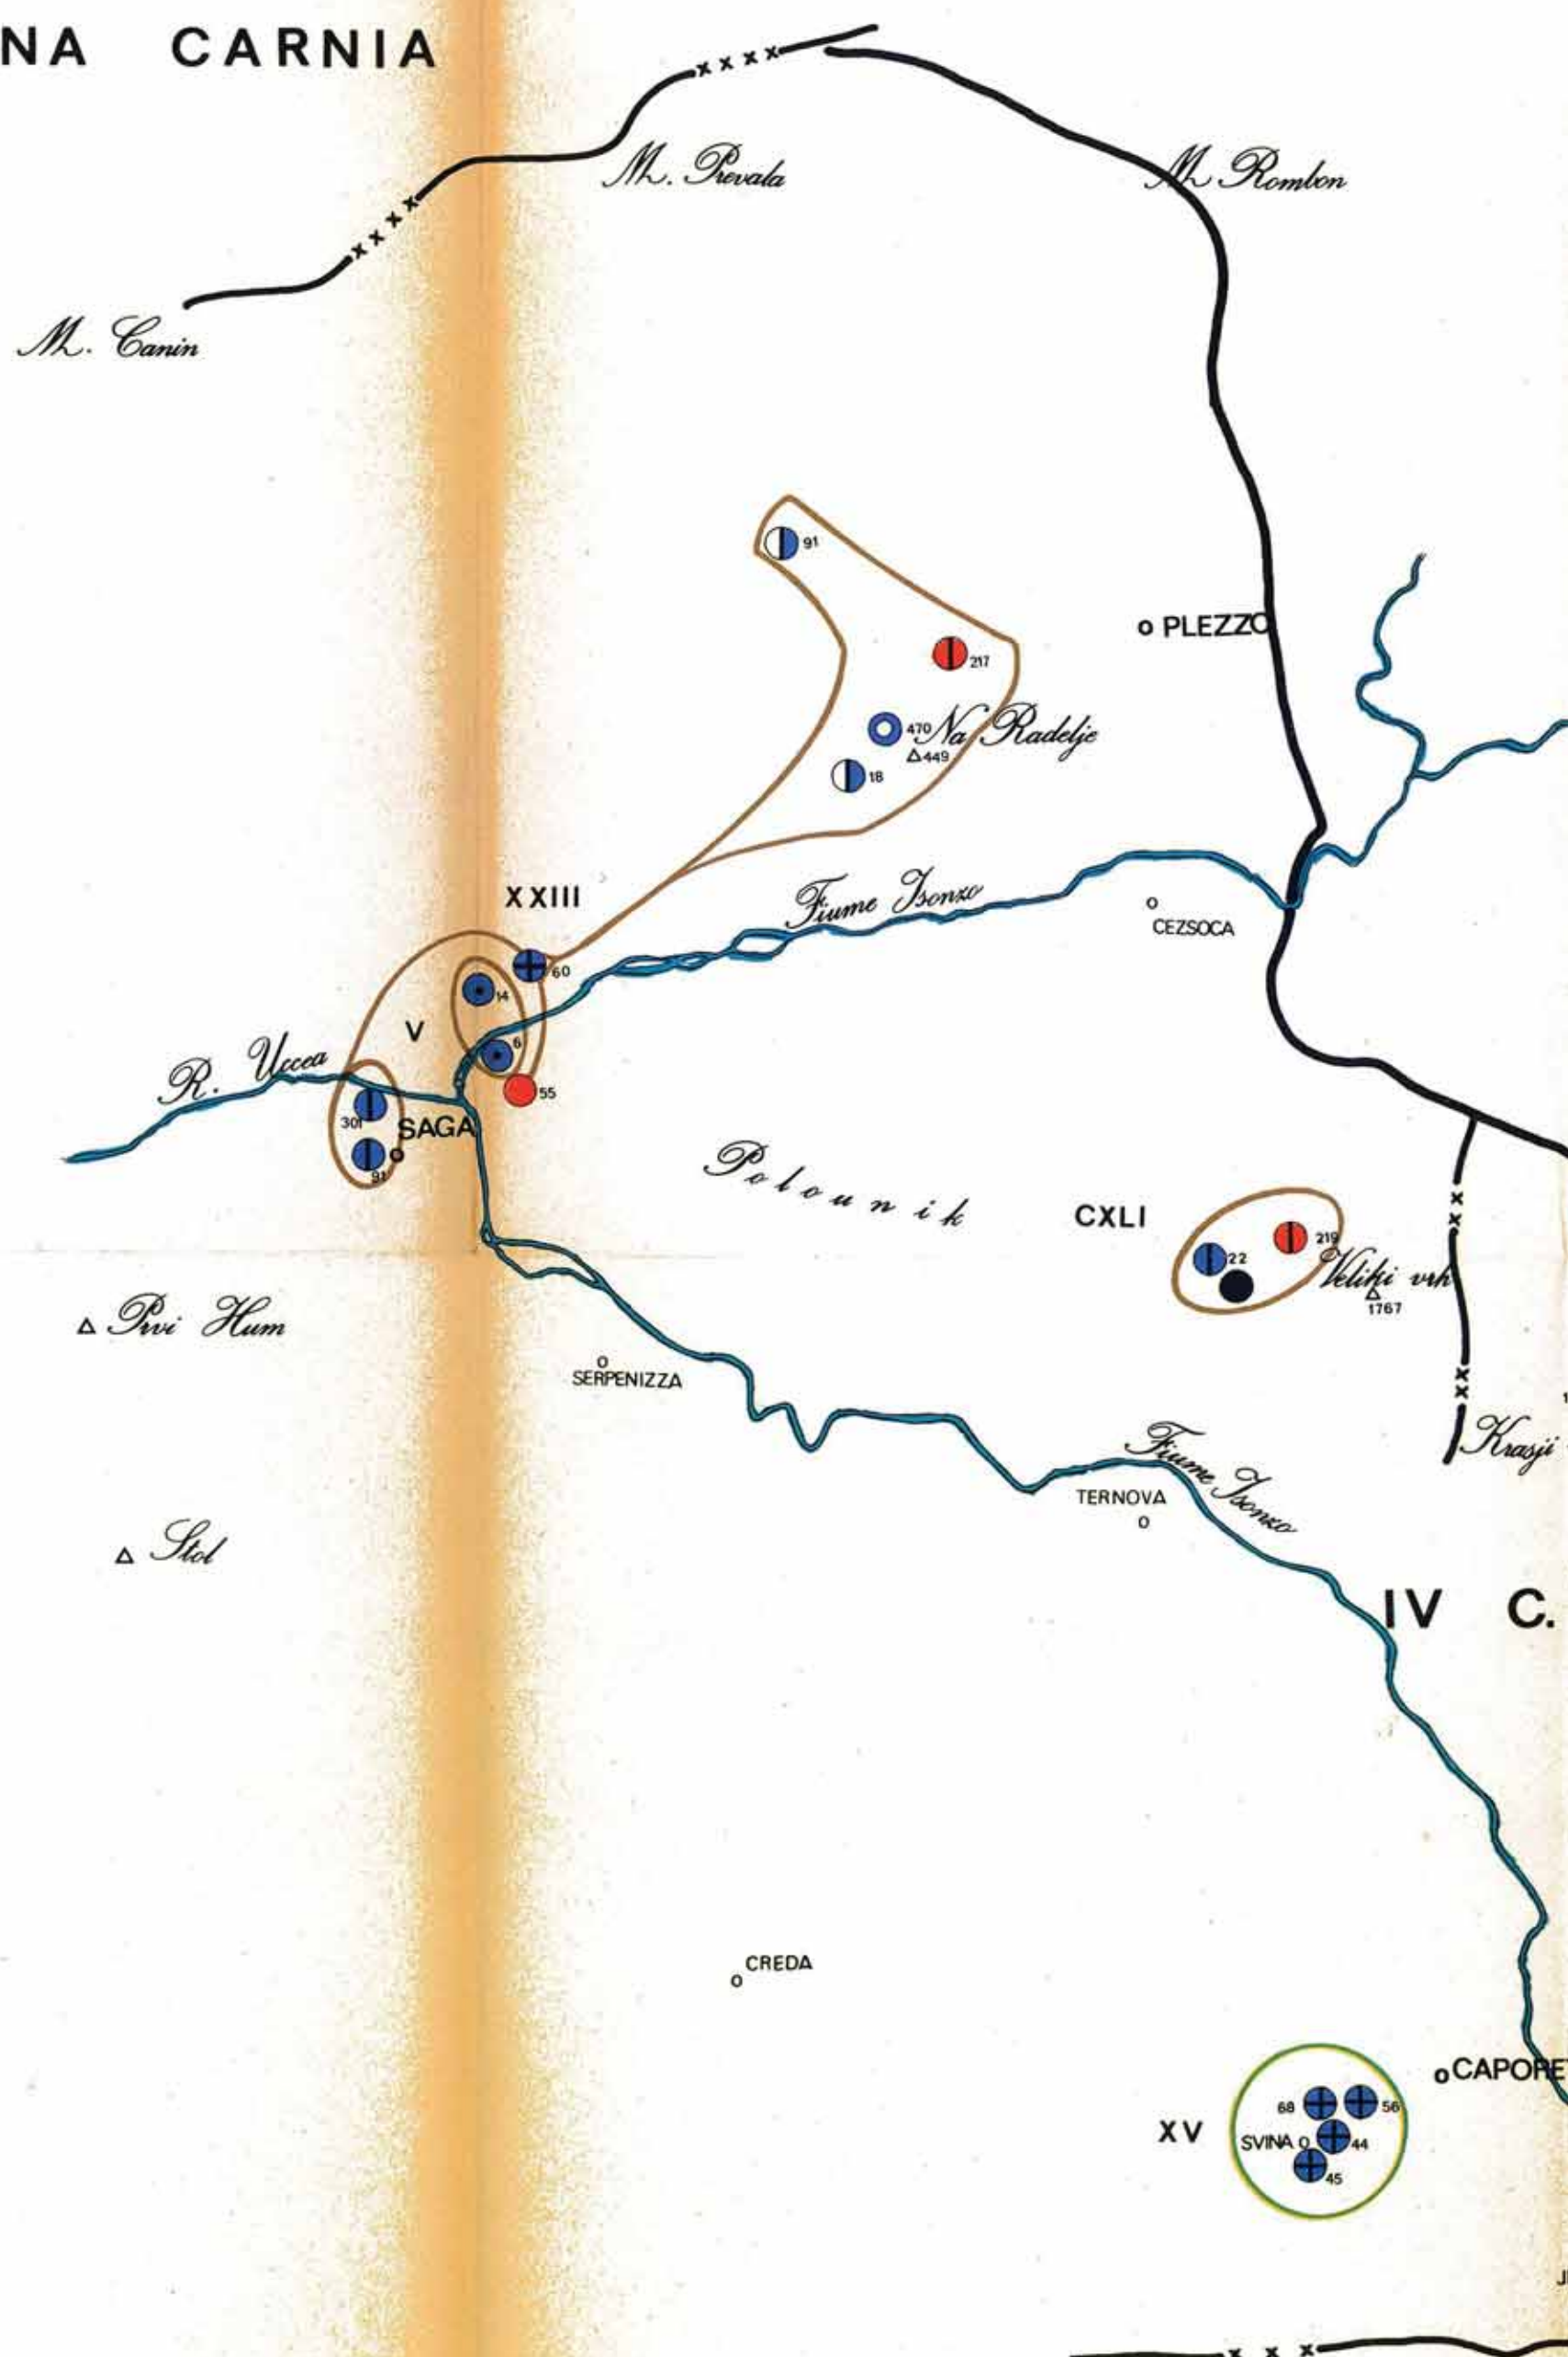 NA CARNIA
M. Prevala
M Rombon
M. Canin
91
PLEZZO
217
470
Na Radelje
449
18
XXIII
Fiume Isonzo
CEZSOCA
60
14
V
6
R. Uccea
55
301
SAGA
91
Polounik
CXLI
219
22
Veliki vrh
1767
Prvi Hum
SERPENIZZA
Krasji
Fiume Isonzo
TERNOVA
Stol
IV C.
CREDA
CAPORE
68
56
XV
SVINA
44
45